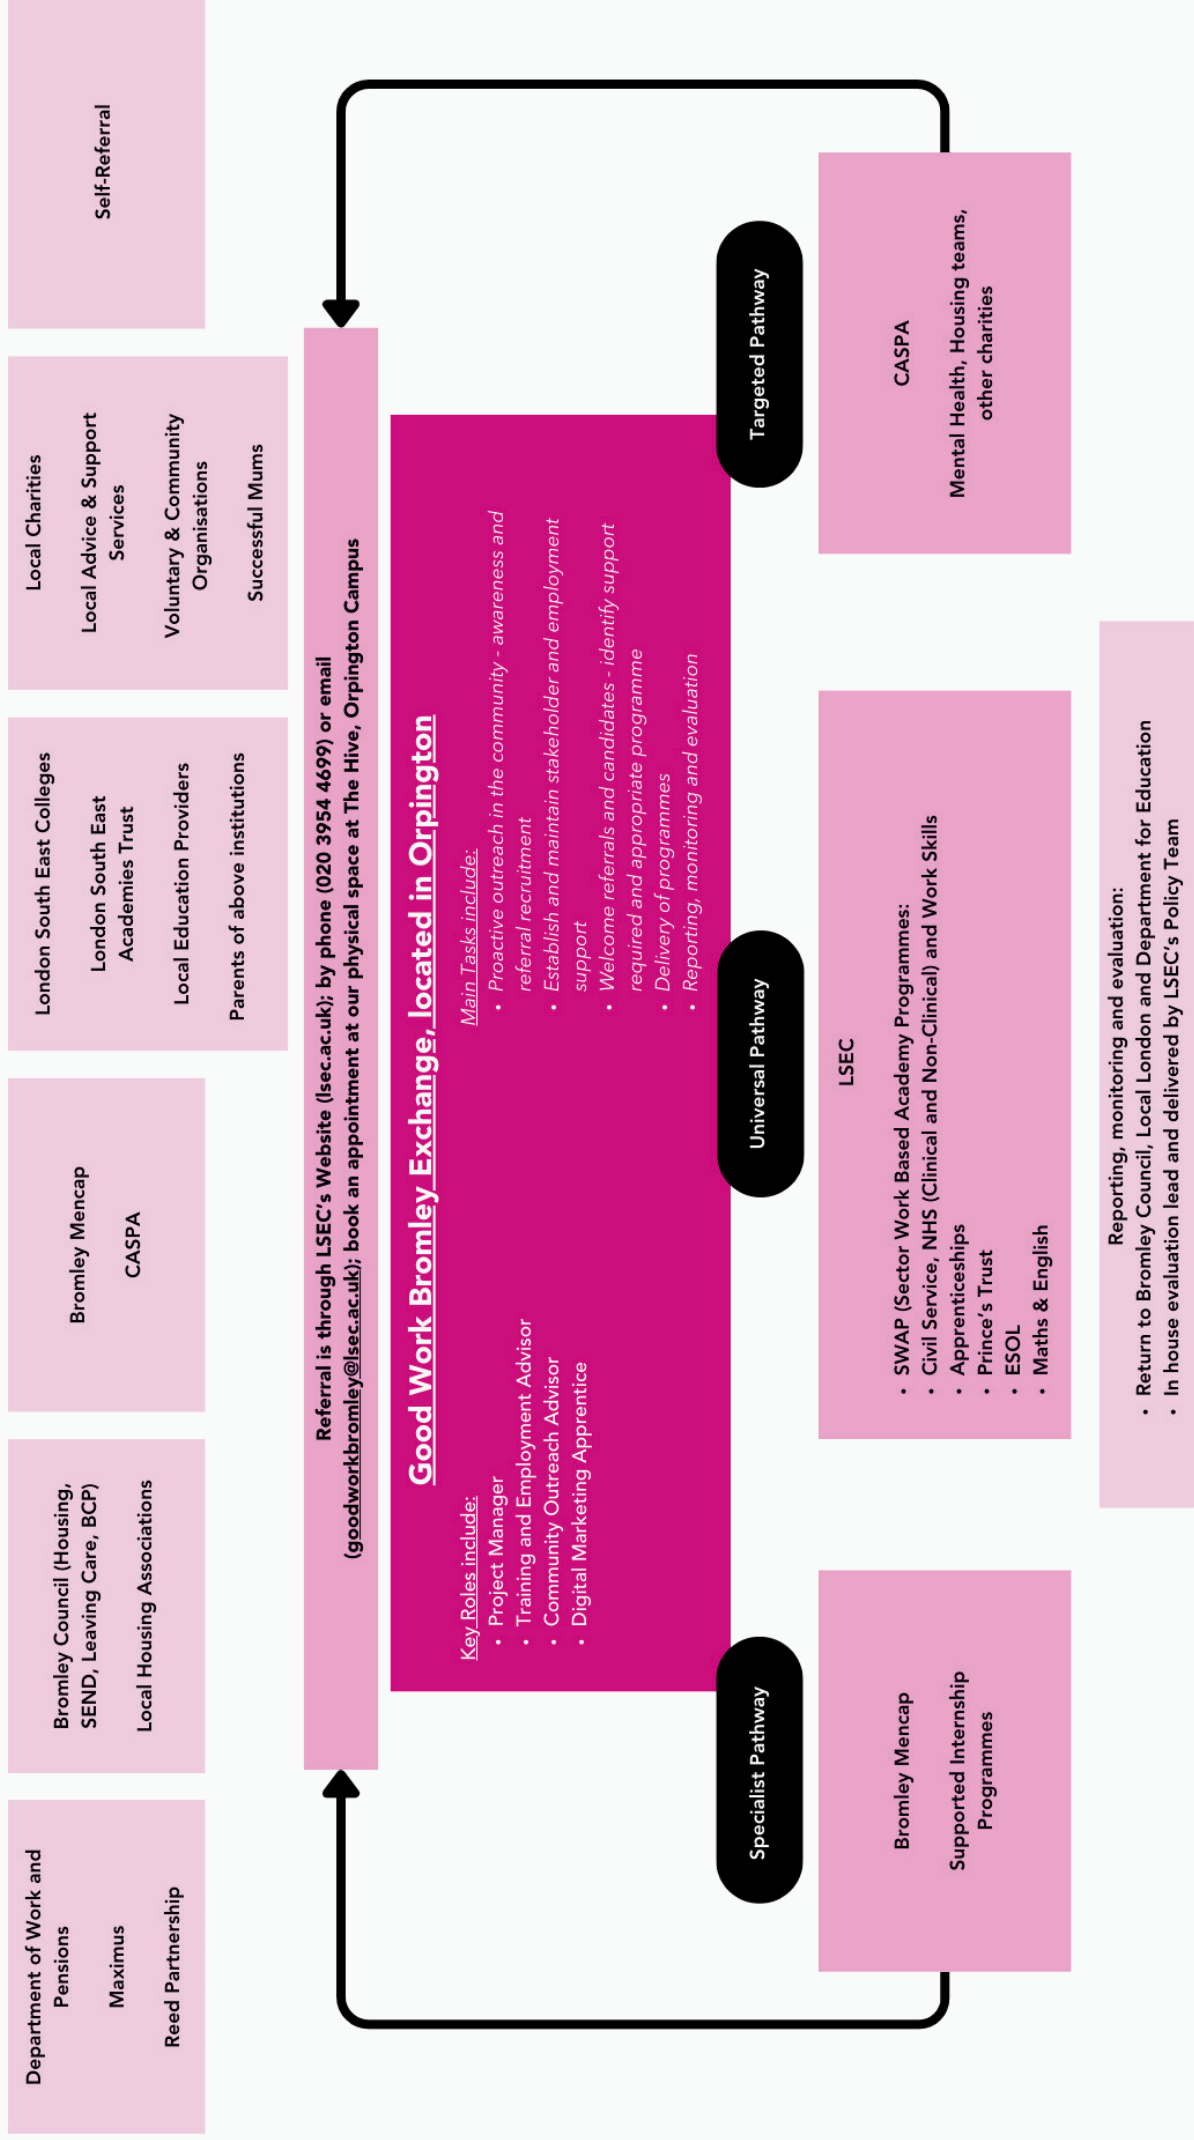 Department of Work and
Pensions
Maximus
Reed Partnership
Bromley Council (Housing,
SEND, Leaving Care, BCP)
Local Housing Associations
Bromley Mencap
CASPA
London South East Colleges
London South East
Academies Trust
Local Education Providers
Parents of above institutions
Local Charities
Local Advice & Support
Services
Voluntary & Community
Organisations
Successful Mums
Self-Referral
Referral is through LSEC's Website (lsec.ac.uk); by phone (020 3954 4699) or email
(goodworkbromley@lsec.ac.uk); book an appointment at our physical space at The Hive, Orpington Campus
Good Work Bromley Exchange, located in Orpington
Key Roles include:
• Project Manager
• Training and Employment Advisor
• Community Outreach Advisor
• Digital Marketing Apprentice
Main Tasks include:
• Proactive outreach in the community - awareness and
referral recruitment
• Establish and maintain stakeholder and employment
support
• Welcome referrals and candidates - identify support
required and appropriate programme
• Delivery of programmes
• Reporting, monitoring and evaluation
Specialist Pathway
Universal Pathway
Targeted Pathway
Bromley Mencap
Supported Internship
Programmes
LSEC
• SWAP (Sector Work Based Academy Programmes:
• Civil Service, NHS (Clinical and Non-Clinical) and Work Skills
• Apprenticeships
• Prince's Trust
• ESOL
• Maths & English
CASPA
Mental Health, Housing teams,
other charities
Reporting, monitoring and evaluation:
• Return to Bromley Council, Local London and Department for Education
• In house evaluation lead and delivered by LSEC's Policy Team